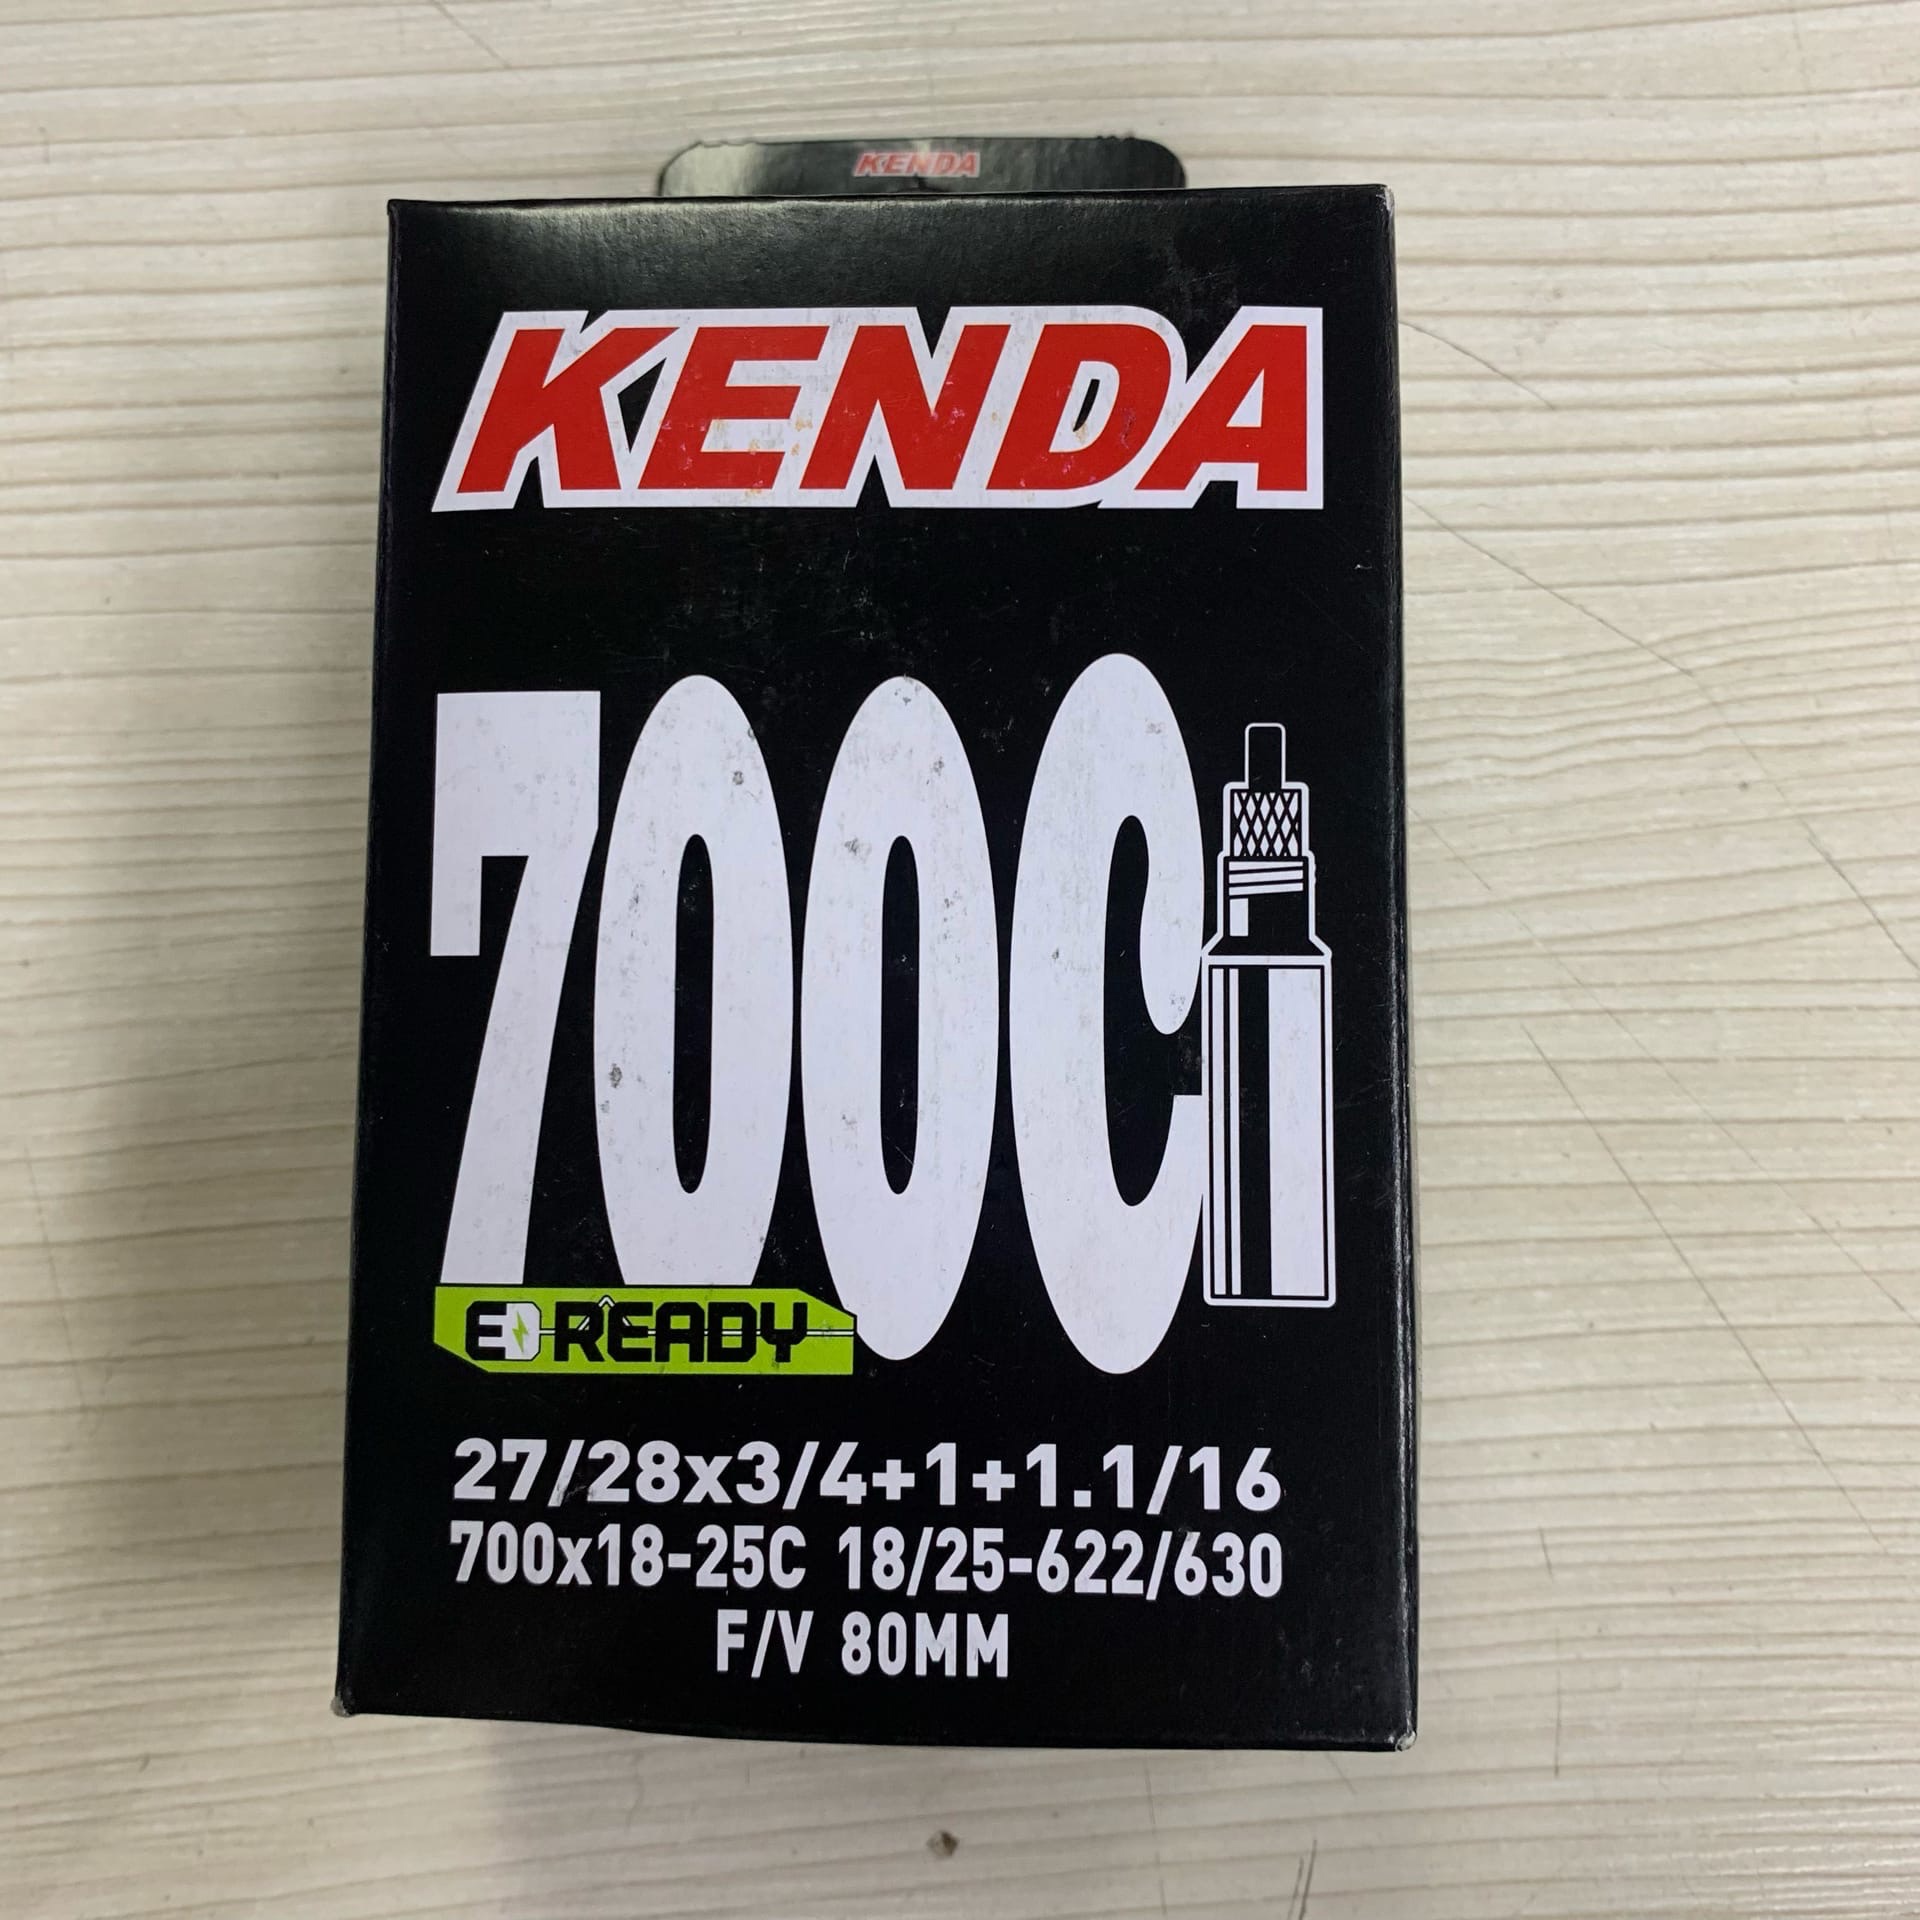 KENDA
KENDA
700C
E READY
27/28x3/4+1+1.1/16
700x18-25C 18/25-622/630
F/V 80MM